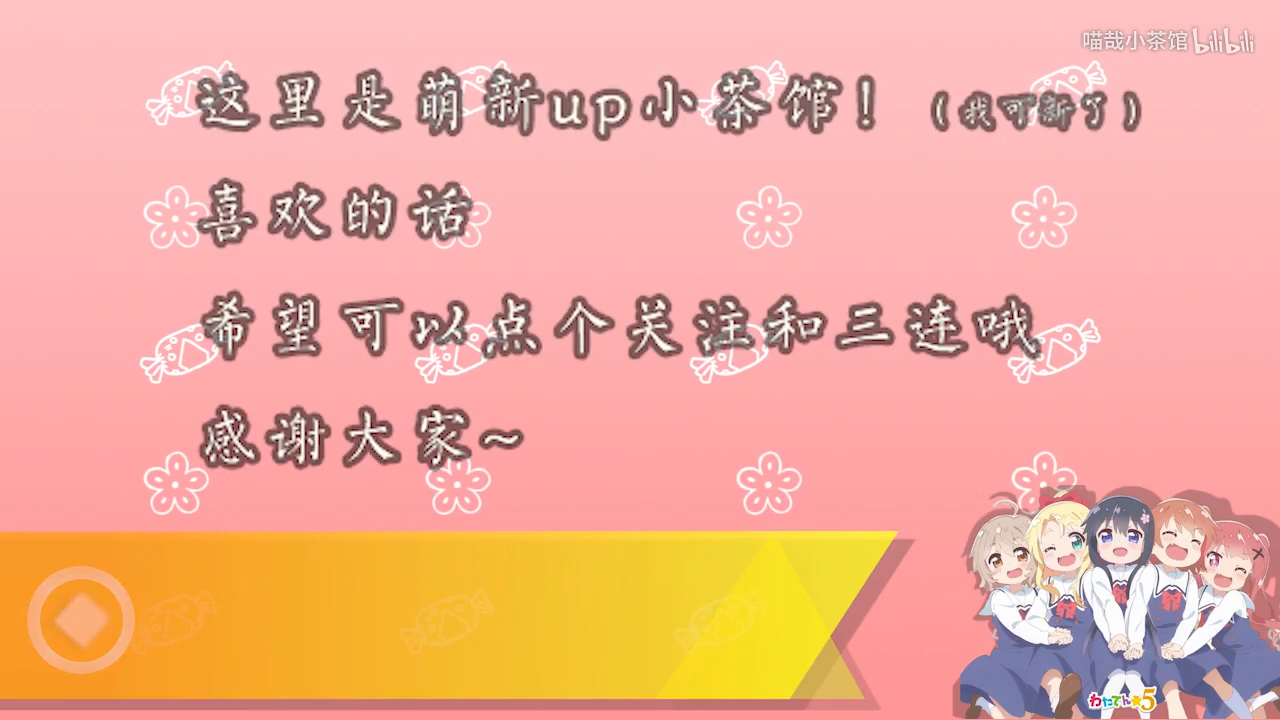 喵哉小茶馆 bilibili
这里是萌新up小茶馆！（我可新了）
喜欢的话
希望可以点个关注和三连哦
感谢大家~
わたてん★5